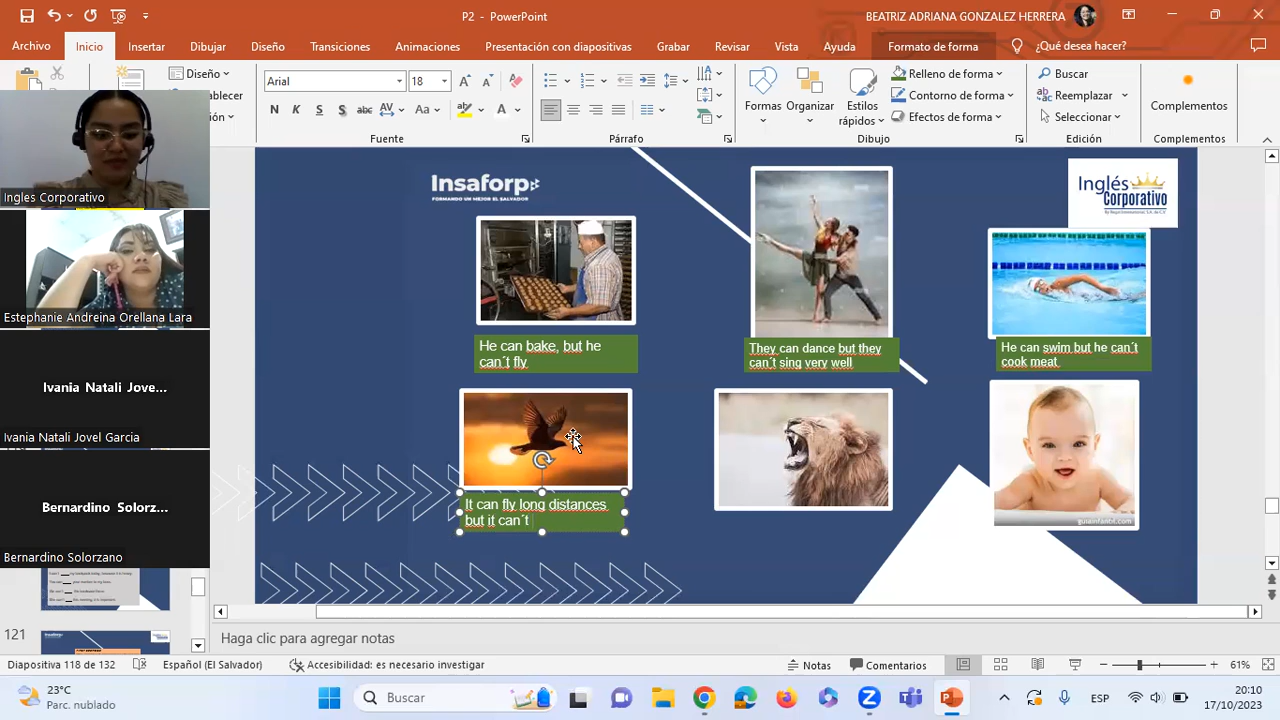 P2 - PowerPoint
BEATRIZ ADRIANA GONZALEZ HERRERA
Archivo Inicio Insertar Dibujar Diseño Transiciones Animaciones Presentación con diapositivas Grabar Revisar Vista Ayuda Formato de forma ¿Qué desea hacer?
Diseño
Arial 18
Formas
Organizar
Estilos
rápidos
Relleno de forma
Contorno de forma
Efectos de forma
Buscar
Reemplazar
Seleccionar
Complementos
Fuente Párrafo Dibujo Edición Complementos
Ingles Corporativo
Estephanie Andreina Orellana Lara
Ivania Natali Jove...
Ivania Natali Jovel Garcia
Bernardino Solorz...
Bernardino Solorzano
Insaforp
FORMANDO UN MEJOR EL SALVADOR
Inglés
Corporativo
He can bake, but he
can´t fly
They can dance but they
can´t sing very well
He can swim but he can´t
cook meat
It can fly long distances
but it can´t
guiainfantil.com
121
Haga clic para agregar notas
Diapositiva 118 de 132 Español (El Salvador) Accesibilidad: es necesario investigar Notas Comentarios 61%
23°C
Parc. nublado
Buscar
ESP
20:10
17/10/2023